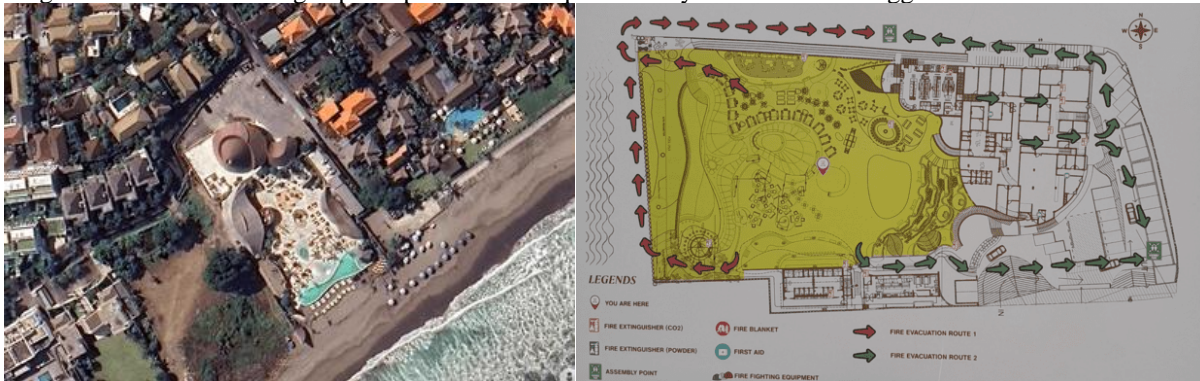 N
W
E
S
LEGENDS
YOU ARE HERE
FIRE EXTINGUISHER (CO2)
FIRE BLANKET
FIRE EVACUATION ROUTE 1
FIRE EXTINGUISHER (POWDER)
FIRST AID
FIRE EVACUATION ROUTE 2
ASSEMBLY POINT
FIRE FIGHTING EQUIPMENT